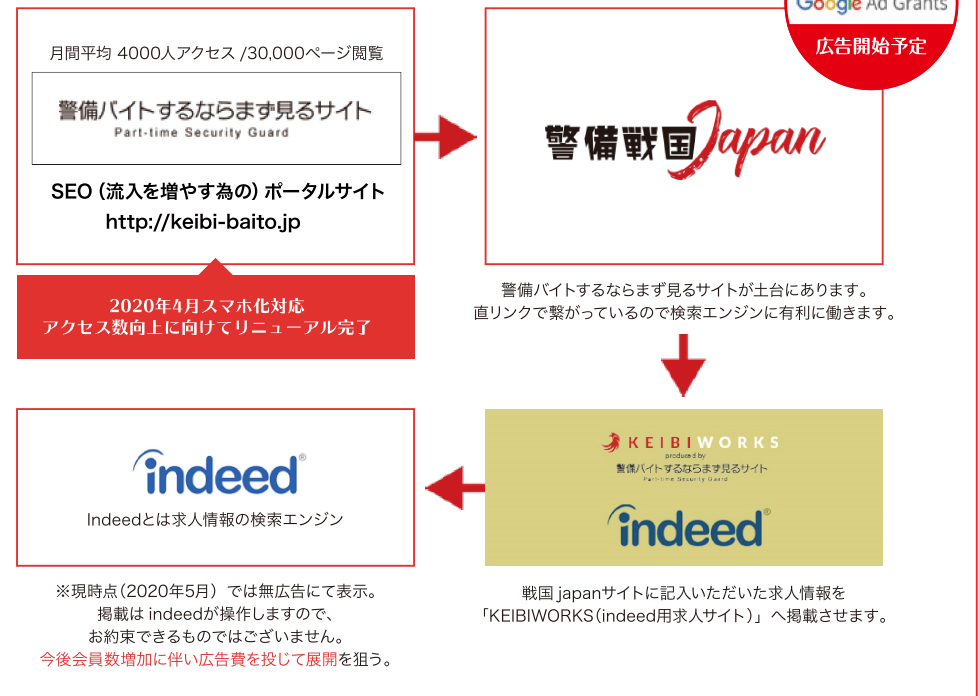 月間平均 4000人アクセス /30,000ページ閲覧
警備バイトするならまず見るサイト
Part-time Security Guard
SEO（流入を増やす為の）ポータルサイト
http://keibi-baito.jp
2020年4月スマホ化対応
アクセス数向上に向けてリニューアル完了
Google Ad Grants
広告開始予定
警備戦国Japan
警備バイトするならまず見るサイトが土台にあります。
直リンクで繋がっているので検索エンジンに有利に働きます。
KEIBIWORKS
produced by
警備バイトするならまず見るサイト
Part-time Security Guard
indeed®
戦国japanサイトに記入いただいた求人情報を
「KEIBIWORKS（indeed用求人サイト）」へ掲載させます。
indeed®
Indeedとは求人情報の検索エンジン
※現時点（2020年5月）では無広告にて表示。
掲載は indeedが操作しますので、
お約束できるものではございません。
今後会員数増加に伴い広告費を投じて展開を狙う。